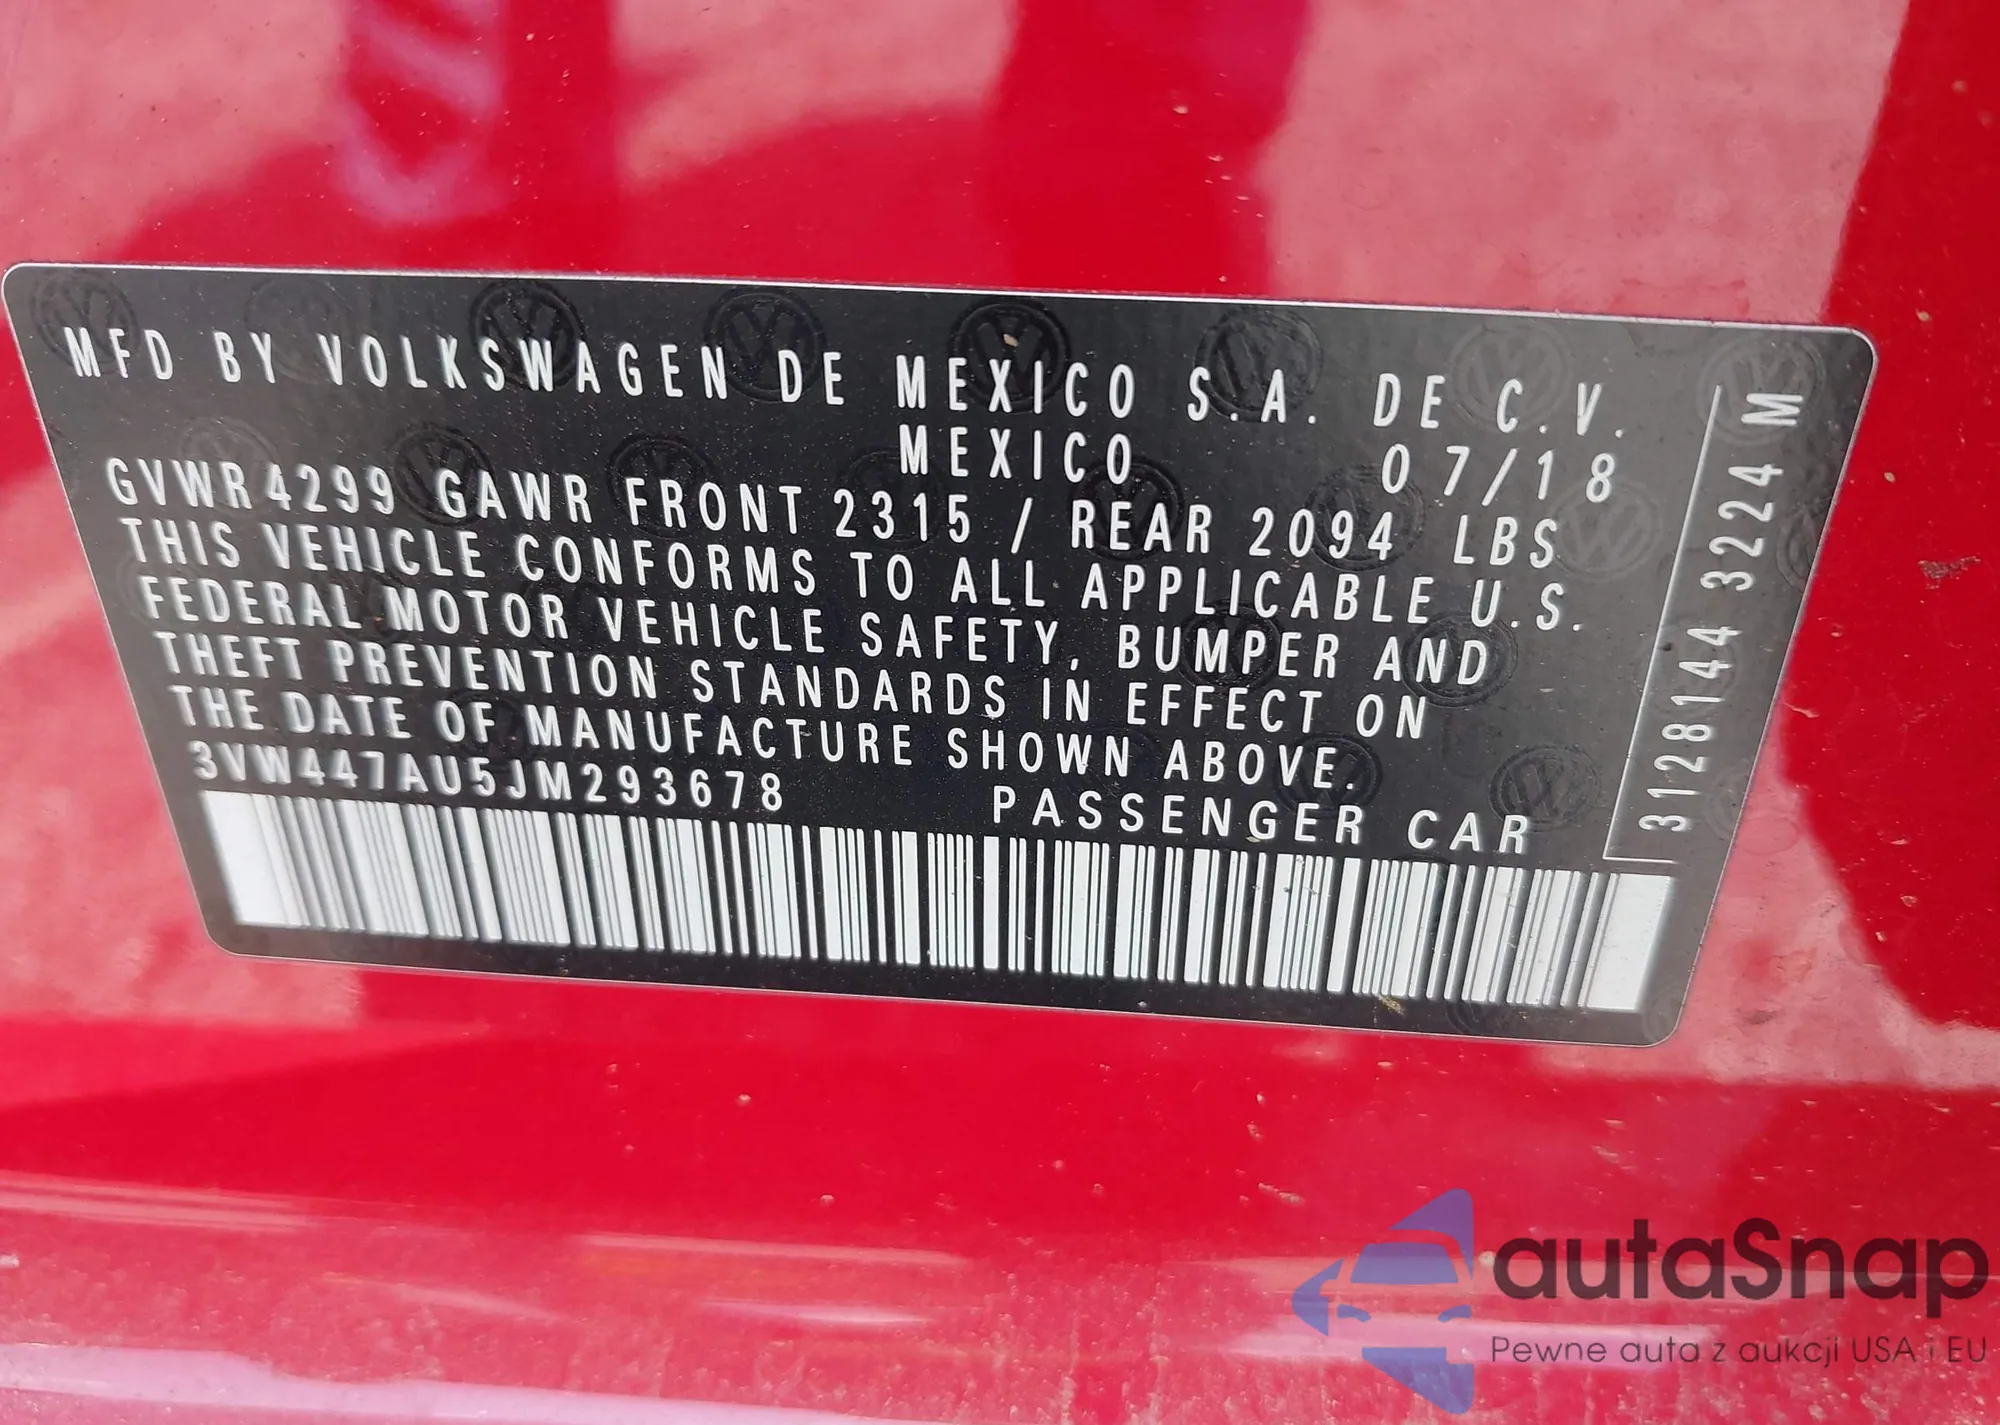 MFD BY VOLKSWAGEN DE MEXICO S.A. DE C.V.
MEXICO 07/18
GVWR 4299 GAWR FRONT 2315 / REAR 2094 LBS
THIS VEHICLE CONFORMS TO ALL APPLICABLE U.S.
FEDERAL MOTOR VEHICLE SAFETY, BUMPER AND
THEFT PREVENTION STANDARDS IN EFFECT ON
THE DATE OF MANUFACTURE SHOWN ABOVE.
3VW447AU5JM293678
PASSENGER CAR
3128144 3224 M
autaSnap
Pewne auta z aukcji USA i EU